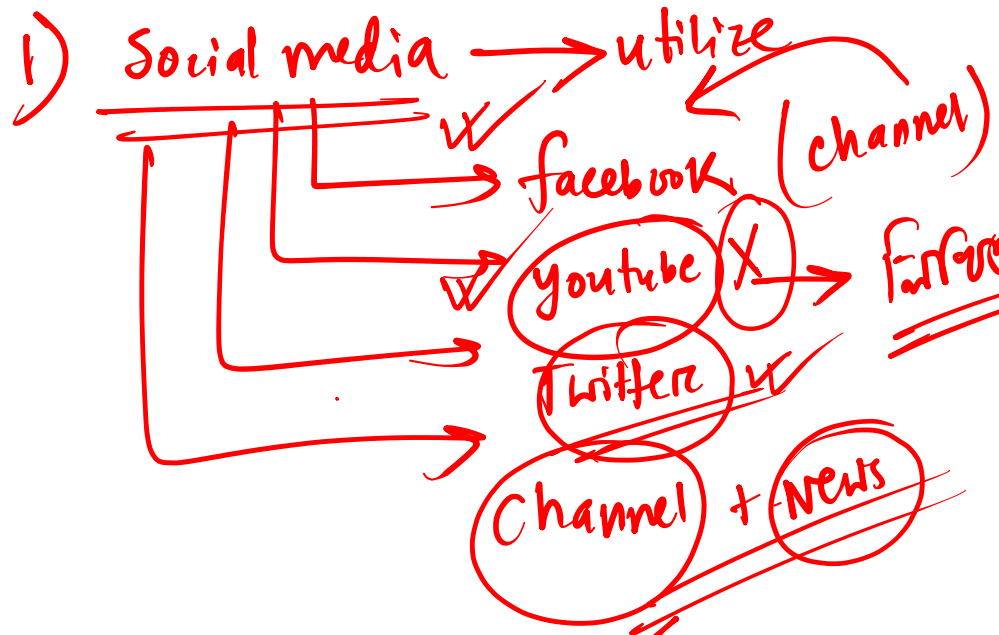 1) Social media → utilize
facebook (channel)
Youtube X →
Twitter
Channel + News